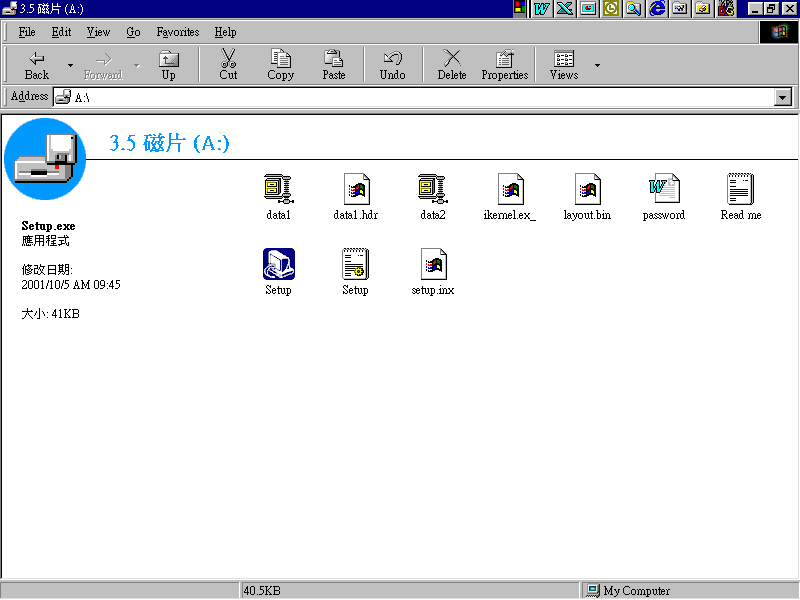 3.5 磁片 (A:)
File Edit View Go Favorites Help
Back Forward Up Cut Copy Paste Undo Delete Properties Views
Address A:\
3.5 磁片 (A:)
Setup.exe
應用程式
修改日期:
2001/10/5 AM 09:45
大小: 41KB
data1 data1.hdr data2 ikernel.ex_ layout.bin password Read me
Setup Setup setup.inx
40.5KB My Computer